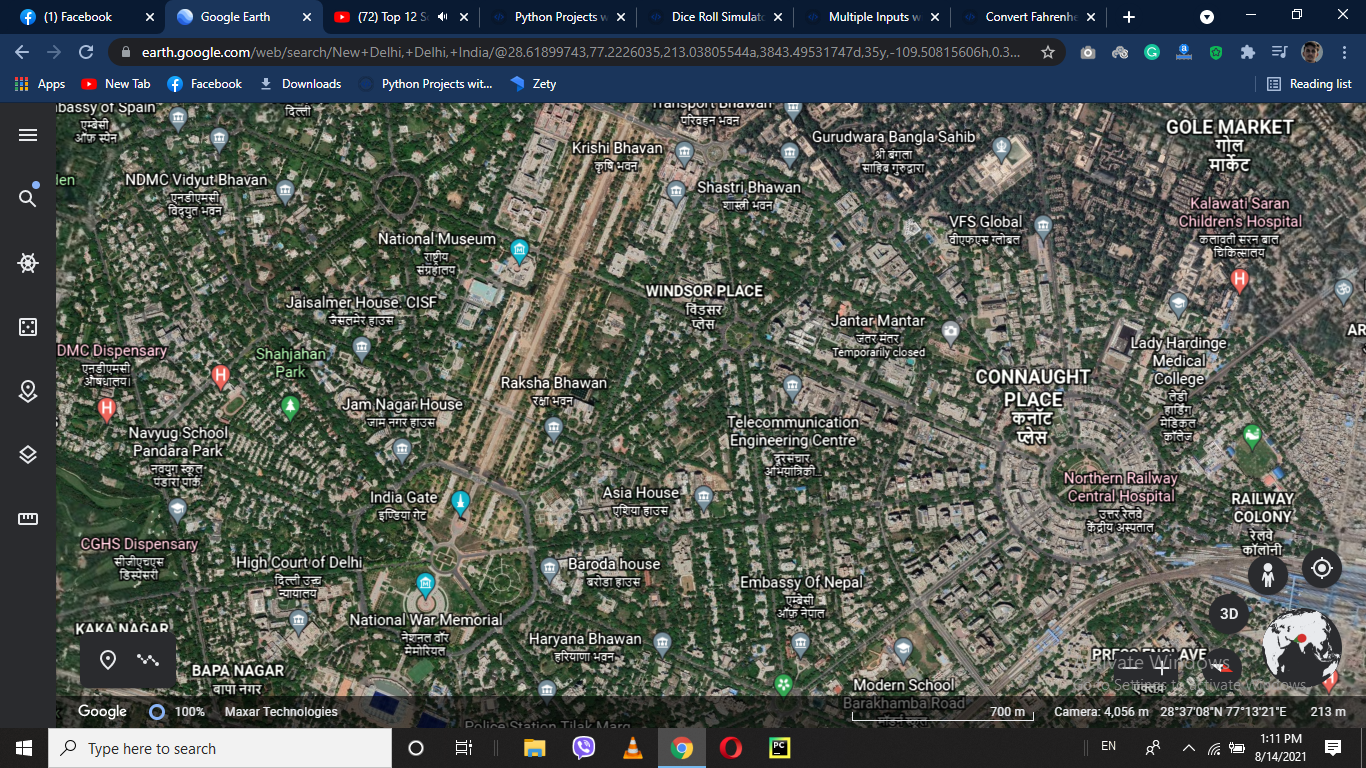 (1) Facebook
Google Earth
(72) Top 12 S
Python Projects w
Dice Roll Simulat
Multiple Inputs w
Convert Fahrenhe
earth.google.com/web/search/New+Delhi,+Delhi,+India/@28.61899743,77.2226035,213.03805544a,3843.49531747d,35y,-109.50815606h,0.3...
Apps
New Tab
Facebook
Downloads
Python Projects wit...
Zety
Reading list
bassy of Spain
एम्बेसी
ऑफ़ स्पेन
दिल्ली
Transport Bhawan
परिवहन भवन
Krishi Bhavan
कृषि भवन
Gurudwara Bangla Sahib
श्री बंगला
साहिब गुरुद्वारा
GOLE MARKET
गोल
मार्केट
den
NDMC Vidyut Bhavan
एनडीएमसी
विद्युत भवन
Shastri Bhawan
शास्त्री भवन
Kalawati Saran
Children's Hospital
कलावती सरन बाल
चिकित्सालय
VFS Global
वीएफएस ग्लोबल
National Museum
राष्ट्रीय
संग्रहालय
WINDSOR PLACE
विंडसर
प्लेस
Jaisalmer House. CISF
जैसलमेर हाउस
Jantar Mantar
जंतर मंतर
Temporarily closed
AR
DMC Dispensary
एनडीएमसी
औषधालय।
Shahjahan
Park
Lady Hardinge
Medical
College
लेडी
हार्डिंग
मेडिकल
कॉलेज
CONNAUGHT
PLACE
कनॉट
प्लेस
Raksha Bhawan
रक्षा भवन
Jam Nagar House
जाम नगर हाउस
Telecommunication
Engineering Centre
दूरसंचार
अभियांत्रिकी...
Navyug School
Pandara Park
नवयुग स्कूल
पंडारा पार्क
Northern Railway
Central Hospital
उत्तर रेलवे
केंद्रीय अस्पताल
India Gate
इण्डिया गेट
Asia House
एशिया हाउस
RAILWAY
COLONY
रेलवे
कॉलोनी
CGHS Dispensary
सीजीएचएस
डिस्पेंसरी
High Court of Delhi
दिल्ली उच्च
न्यायालय
Baroda house
बरोडा हाउस
Embassy Of Nepal
एम्बेसी
ऑफ़ नेपाल
3D
National War Memorial
नेशनल वॉर
मेमोरियल
KAKA NAGAR
Haryana Bhawan
हरियाणा भवन
PRESS ENCLAVE
Activate Windows
Go to Settings to activate Windows.
BAPA NAGAR
बापा नगर
Modern School
Barakhamba Road
मॉडर्न स्कूल
Police Station Tilak Marg
Google
100%
Maxar Technologies
700 m
Camera: 4,056 m
28°37'08"N 77°13'21"E
213 m
Type here to search
PC
EN
1:11 PM
8/14/2021